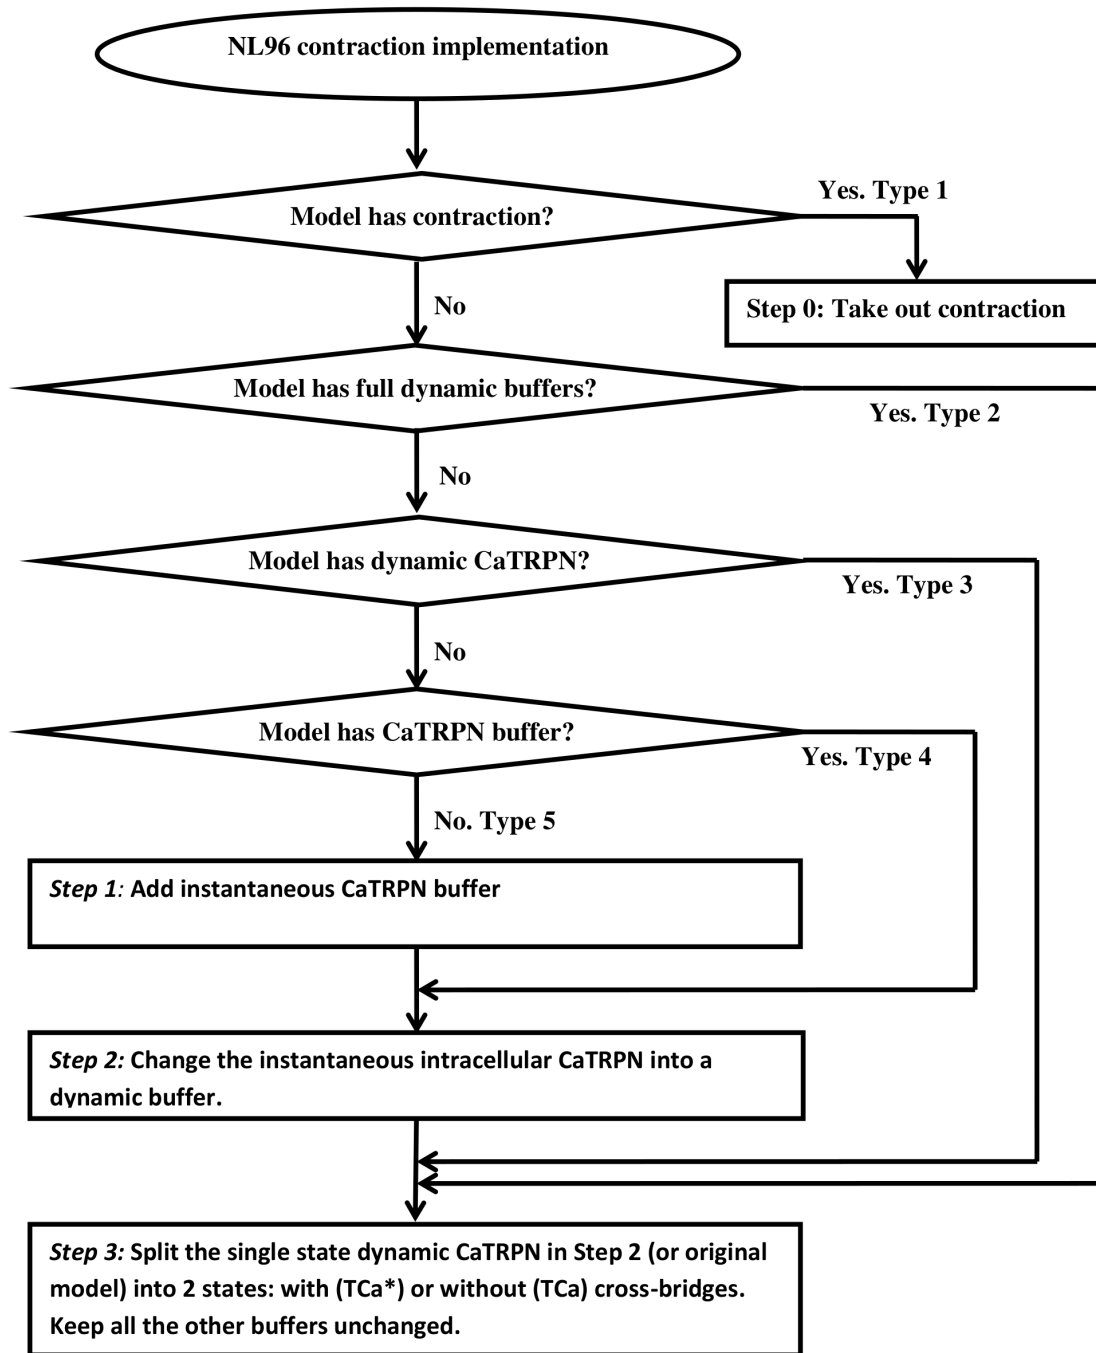 NL96 contraction implementation
Model has contraction?
Yes. Type 1
Step 0: Take out contraction
No
Model has full dynamic buffers?
Yes. Type 2
No
Model has dynamic CaTRPN?
Yes. Type 3
No
Model has CaTRPN buffer?
Yes. Type 4
No. Type 5
Step 1: Add instantaneous CaTRPN buffer
Step 2: Change the instantaneous intracellular CaTRPN into a
dynamic buffer.
Step 3: Split the single state dynamic CaTRPN in Step 2 (or original
model) into 2 states: with (TCa*) or without (TCa) cross-bridges.
Keep all the other buffers unchanged.